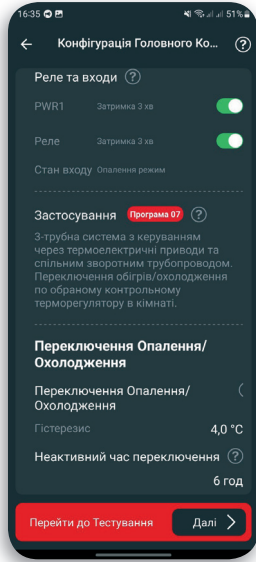 16:35 51%
Конфігурація Головного Ко... ?
Реле та входи ?
PWR1 Затримка 3 хв
Реле Затримка 3 хв
Стан входу Опалення режим
Застосування Програма 07 ?
3-трубна система з керуванням
через термоелектричні приводи та
спільним зворотним трубопроводом.
Переключення обігрів/охолодження
по обраному контрольному
терморегулятору в кімнаті.
Переключення Опалення/
Охолодження
Переключення Опалення/
Охолодження
Гістерезис 4,0 °C
Неактивний час переключення ?
6 год
Перейти до Тестування Далі